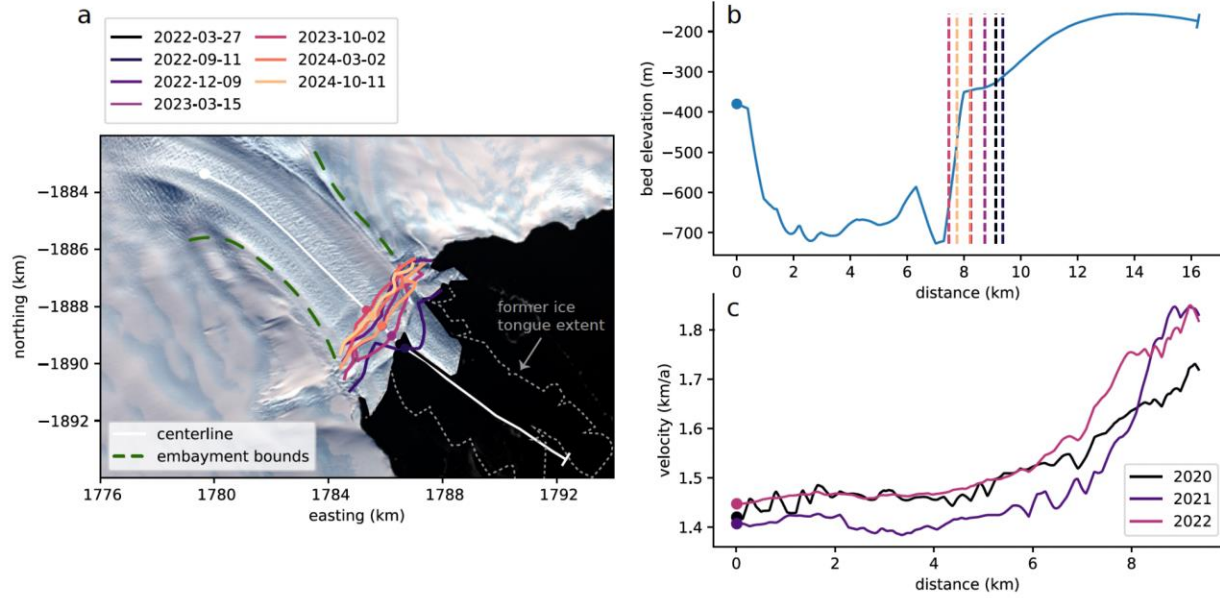 a
2022-03-27
2022-09-11
2022-12-09
2023-03-15
2023-10-02
2024-03-02
2024-10-11
northing (km)
−1884
−1886
−1888
−1890
−1892
former ice
tongue extent
centerline
embayment bounds
1776 1780 1784 1788 1792
easting (km)
b
bed elevation (m)
−200
−300
−400
−500
−600
−700
0 2 4 6 8 10 12 14 16
distance (km)
c
velocity (km/a)
1.8
1.7
1.6
1.5
1.4
2020
2021
2022
0 2 4 6 8
distance (km)